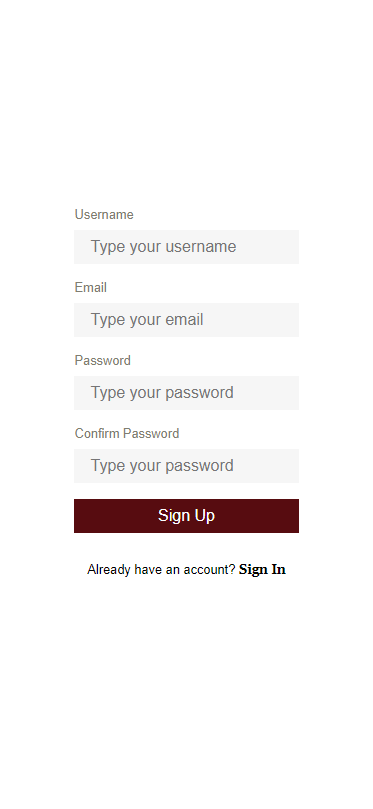 Username
Type your username
Email
Type your email
Password
Type your password
Confirm Password
Type your password
Sign Up
Already have an account? Sign In